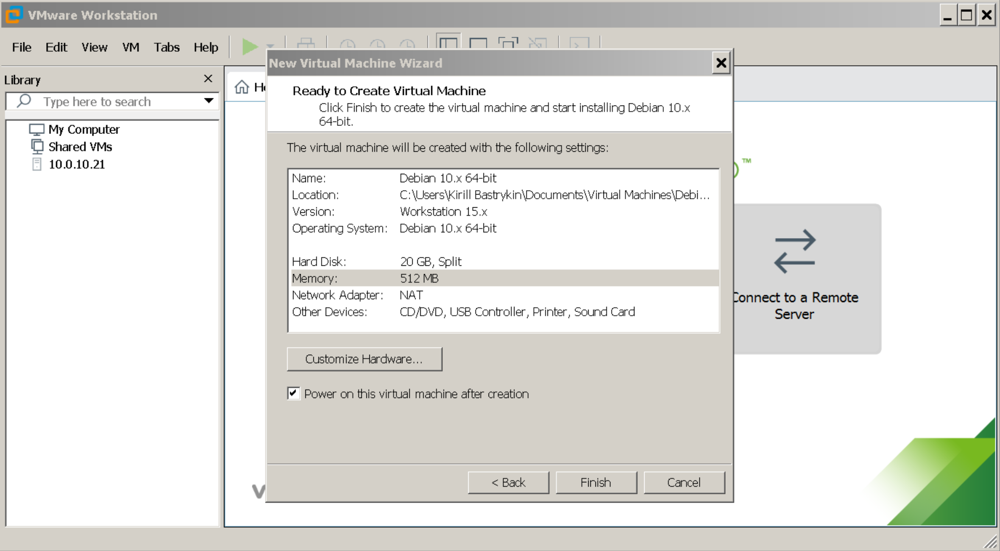 VMware Workstation
File Edit View VM Tabs Help
Library
Type here to search
My Computer
Shared VMs
10.0.10.21
New Virtual Machine Wizard
Ready to Create Virtual Machine
Click Finish to create the virtual machine and start installing Debian 10.x
64-bit.
The virtual machine will be created with the following settings:
Name: Debian 10.x 64-bit
Location: C:\Users\Kirill Bastrykin\Documents\Virtual Machines\Debi...
Version: Workstation 15.x
Operating System: Debian 10.x 64-bit
Hard Disk: 20 GB, Split
Memory: 512 MB
Network Adapter: NAT
Other Devices: CD/DVD, USB Controller, Printer, Sound Card
Customize Hardware...
Power on this virtual machine after creation
< Back
Finish
Cancel
™
Connect to a Remote
Server